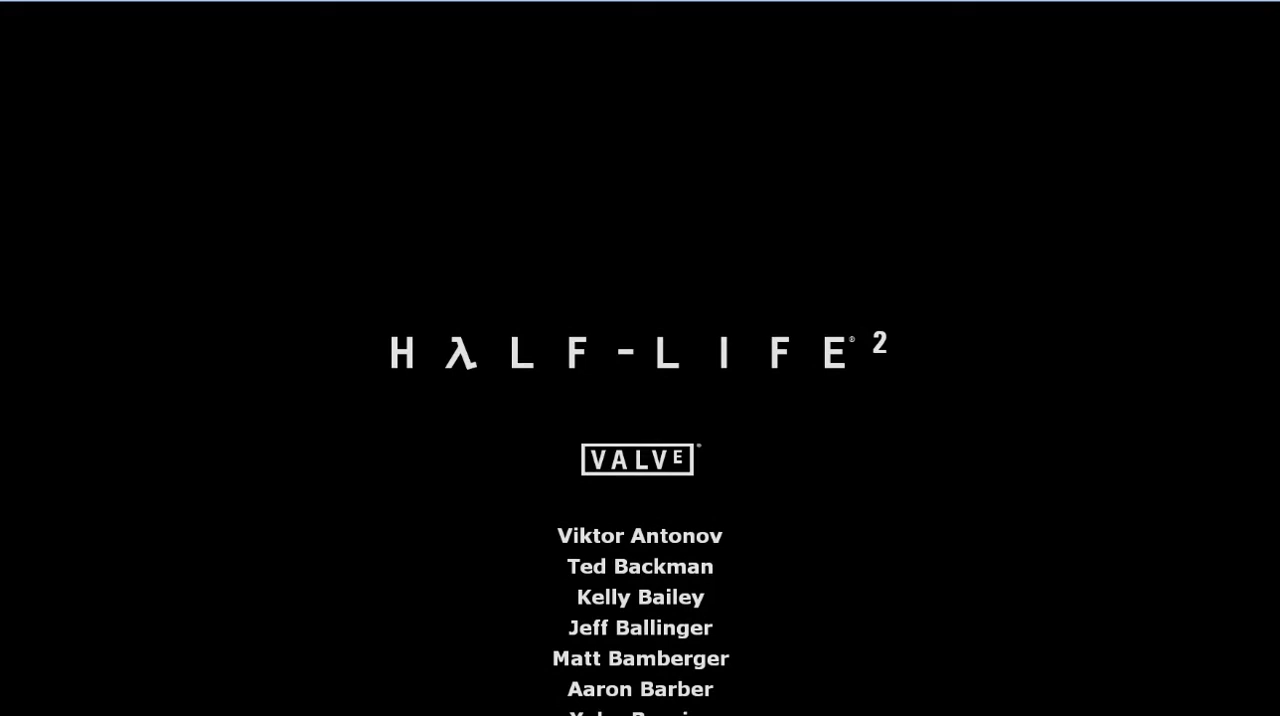 HλLF-LIFE® 2
VALVE®
Viktor Antonov
Ted Backman
Kelly Bailey
Jeff Ballinger
Matt Bamberger
Aaron Barber